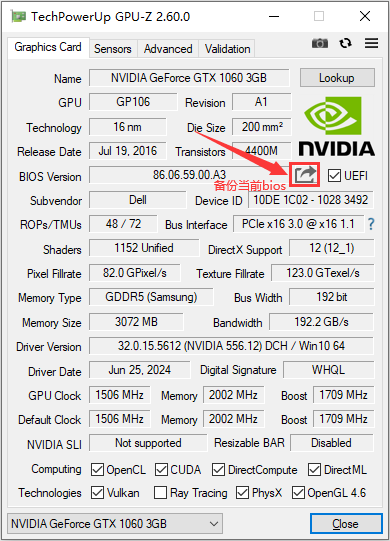 TechPowerUp GPU-Z 2.60.0
Graphics Card Sensors Advanced Validation
Name NVIDIA GeForce GTX 1060 3GB Lookup
GPU GP106 Revision A1
Technology 16 nm Die Size 200 mm²
Release Date Jul 19, 2016 Transistors 4400M
NVIDIA
BIOS Version 86.06.59.00.A3 UEFI
备份当前bios
Subvendor Dell Device ID 10DE 1C02 - 1028 3492
ROPs/TMUs 48 / 72 Bus Interface PCIe x16 3.0 @ x16 1.1 ?
Shaders 1152 Unified DirectX Support 12 (12_1)
Pixel Fillrate 82.0 GPixel/s Texture Fillrate 123.0 GTexel/s
Memory Type GDDR5 (Samsung) Bus Width 192 bit
Memory Size 3072 MB Bandwidth 192.2 GB/s
Driver Version 32.0.15.5612 (NVIDIA 556.12) DCH / Win10 64
Driver Date Jun 25, 2024 Digital Signature WHQL
GPU Clock 1506 MHz Memory 2002 MHz Boost 1709 MHz
Default Clock 1506 MHz Memory 2002 MHz Boost 1709 MHz
NVIDIA SLI Not supported Resizable BAR Disabled
Computing OpenCL CUDA DirectCompute DirectML
Technologies Vulkan Ray Tracing PhysX OpenGL 4.6
NVIDIA GeForce GTX 1060 3GB Close